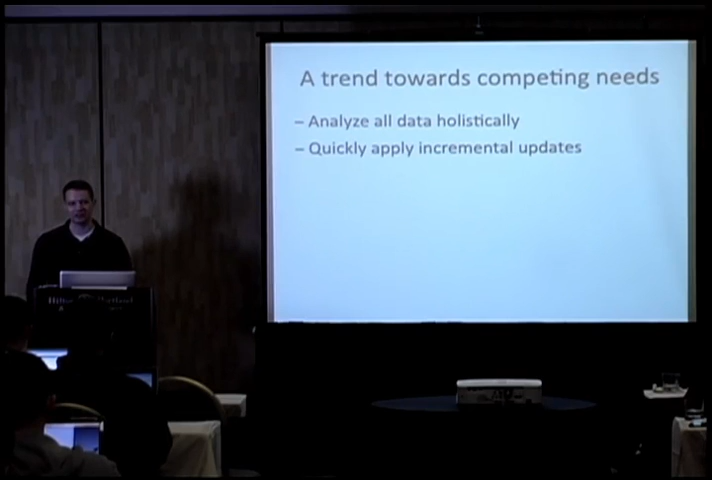 A trend towards competing needs
– Analyze all data holistically
– Quickly apply incremental updates